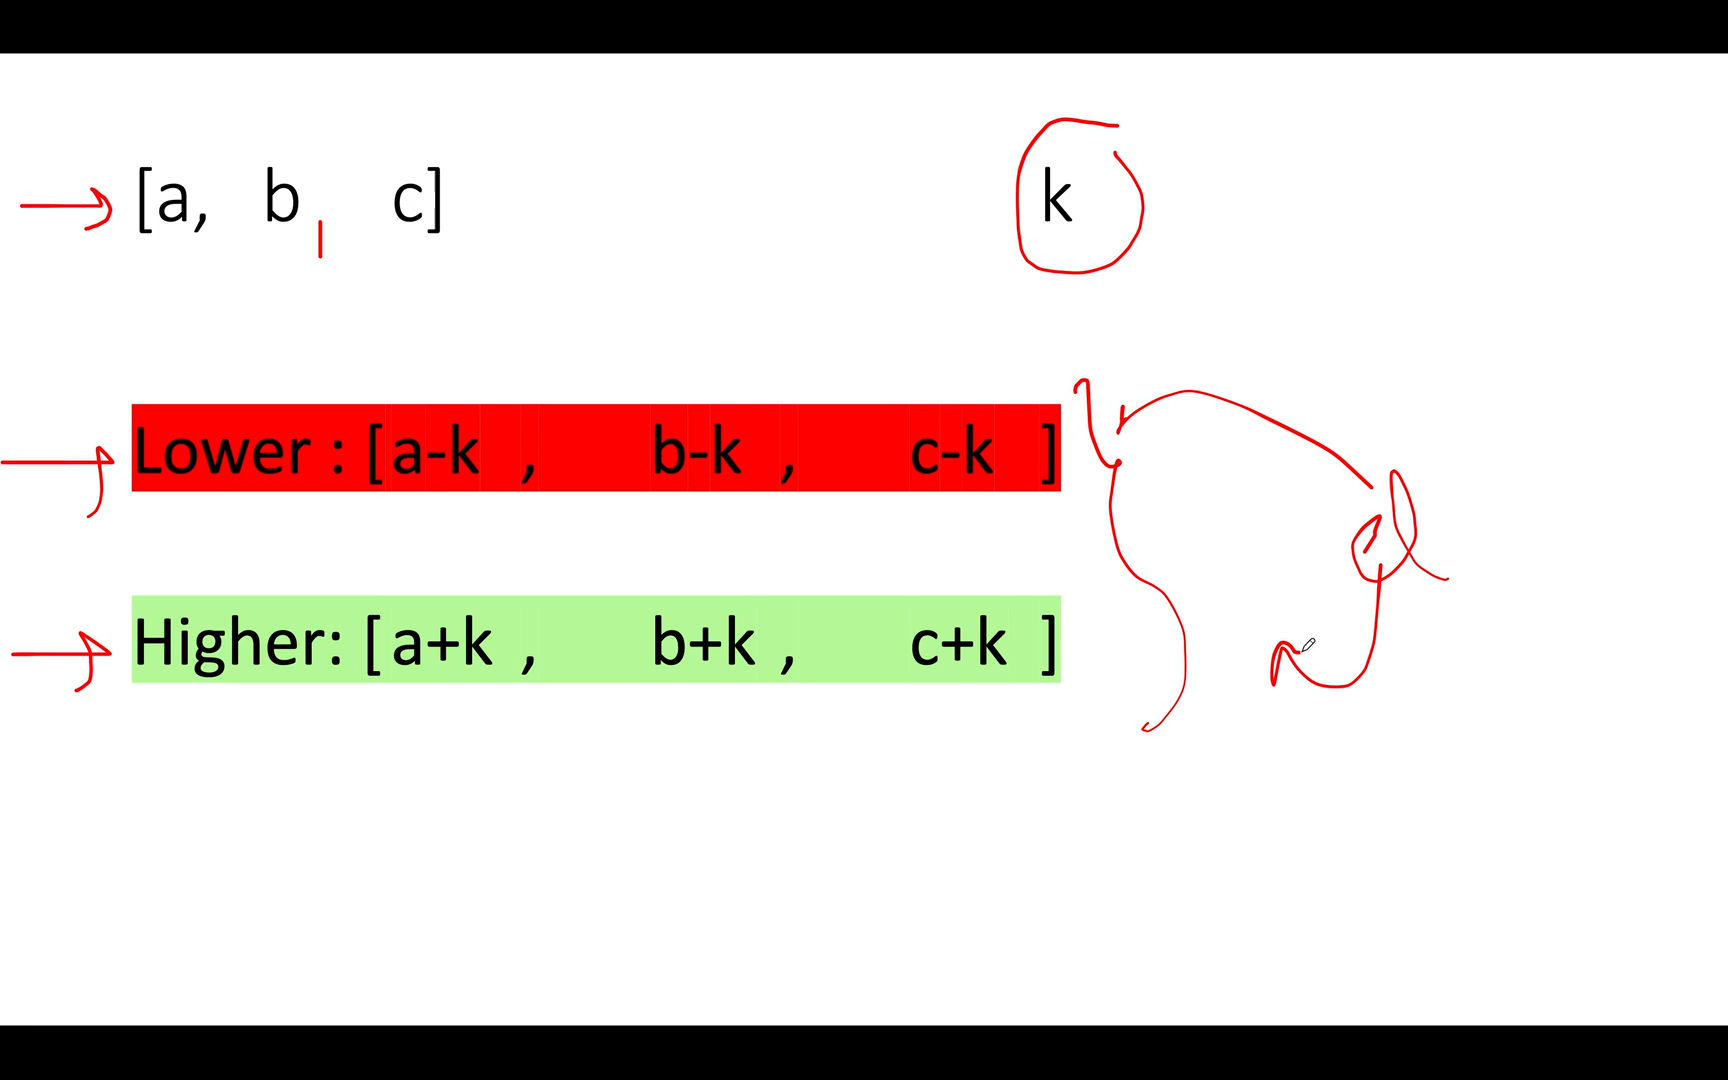 [a, b, c] k
Lower : [ a-k , b-k , c-k ]
Higher: [ a+k , b+k , c+k ]